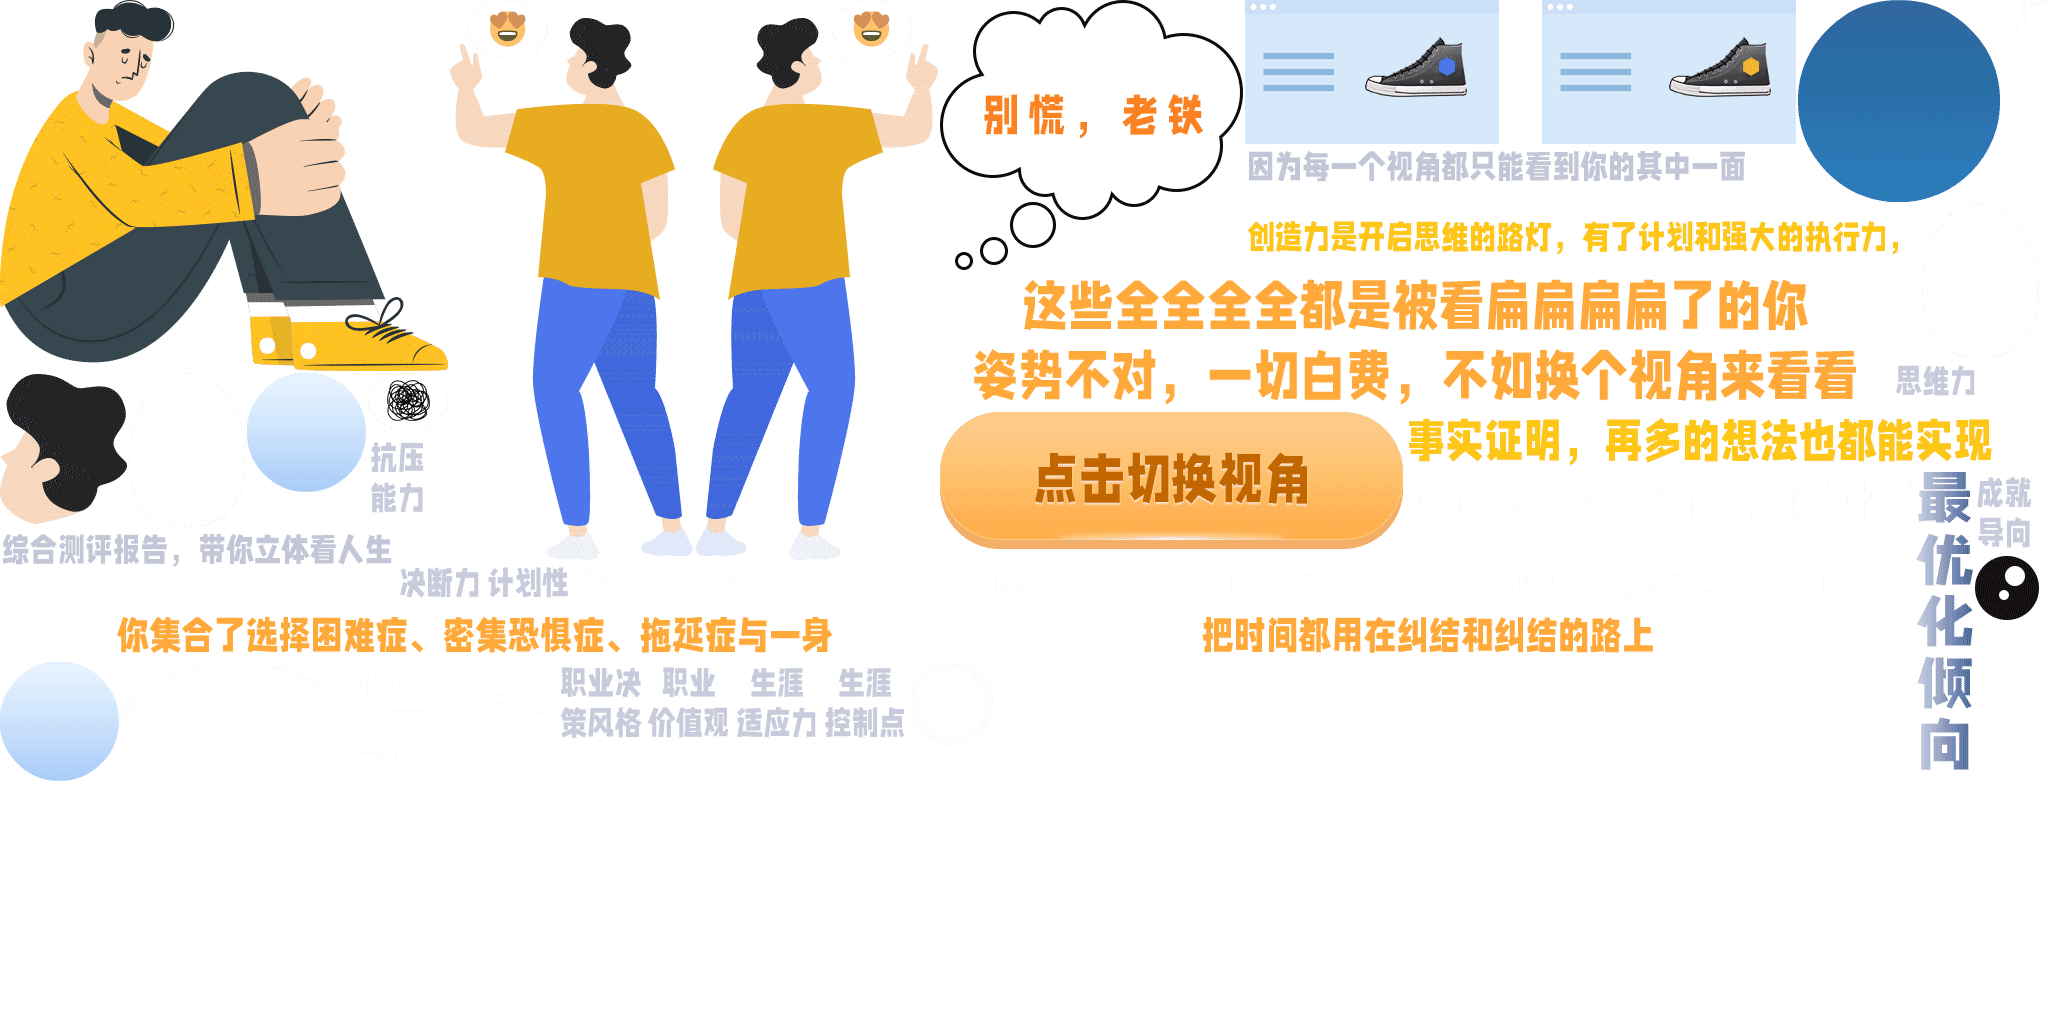 别慌，老铁
因为每一个视角都只能看到你的其中一面
创造力是开启思维的路灯，有了计划和强大的执行力，
这些全全全全都是被看扁扁扁扁了的你
姿势不对，一切白费，不如换个视角来看看
思维力
点击切换视角
事实证明，再多的想法也都能实现
抗压
能力
最优化倾向
成就
导向
综合测评报告，带你立体看人生
决断力 计划性
你集合了选择困难症、密集恐惧症、拖延症与一身
把时间都用在纠结和纠结的路上
职业决 职业 生涯 生涯
策风格 价值观 适应力 控制点